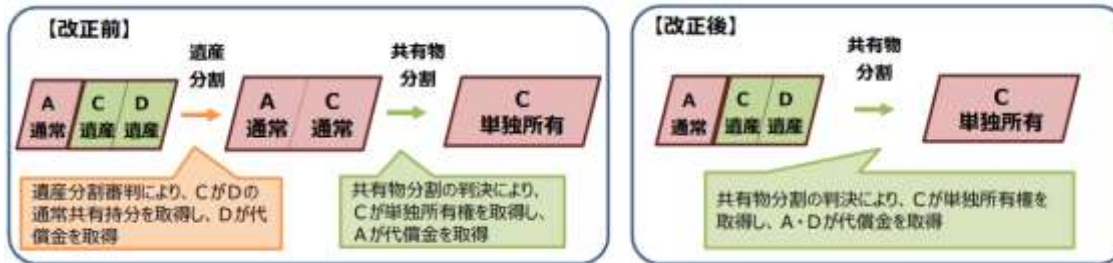 【改正前】
遺産
分割
共有物
分割
A
通常
C
遺産
D
遺産
A
通常
C
通常
C
単独所有
遺産分割審判により、CがDの
通常共有持分を取得し、Dが代
償金を取得
共有物分割の判決により、
Cが単独所有権を取得し、
Aが代償金を取得
【改正後】
共有物
分割
A
通常
C
遺産
D
遺産
C
単独所有
共有物分割の判決により、Cが単独所有権を
取得し、A・Dが代償金を取得